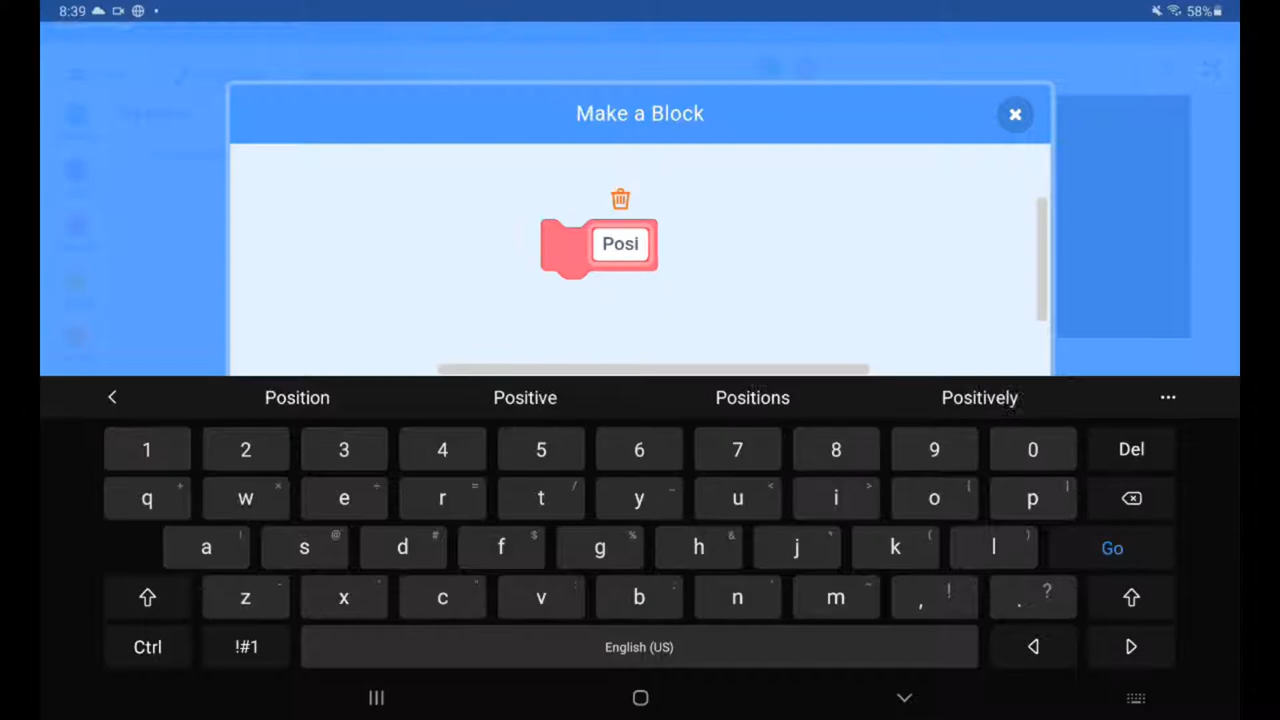 8:39
58%
Make a Block
Posi
Position Positive Positions Positively
1 2 3 4 5 6 7 8 9 0 Del
q w e r t y u i o p
a s d f g h j k l Go
z x c v b n m , ! . ?
Ctrl !#1 English (US)